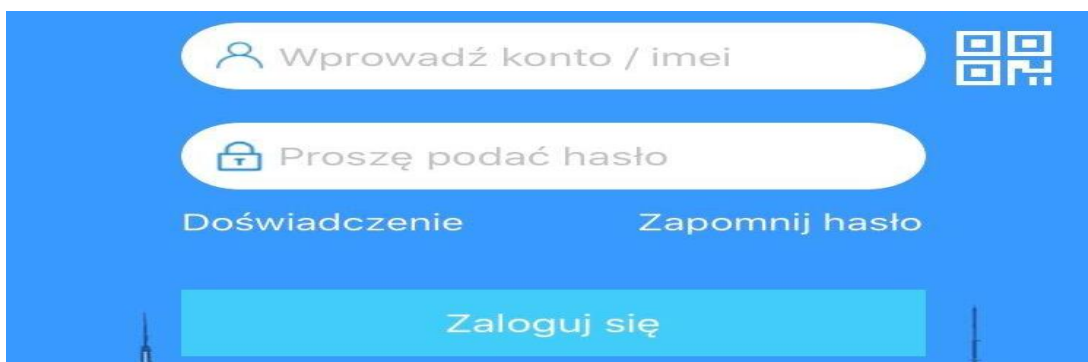 Wprowadź konto / imei
Proszę podać hasło
Doświadczenie Zapomnij hasło
Zaloguj się